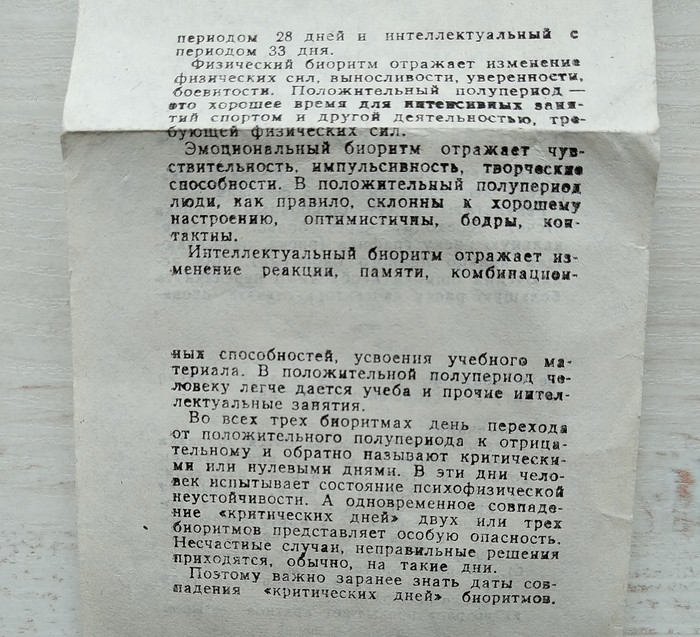 периодом 28 дней и интеллектуальный с
периодом 33 дня.
Физический биоритм отражает изменение
физических сил, выносливости, уверенности,
боевитости. Положительный полупериод —
это хорошее время для интенсивных заня-
тий спортом и другой деятельностью, тре-
бующей физических сил.
Эмоциональный биоритм отражает чув-
ствительность, импульсивность, творческие
способности. В положительный полупериод
люди, как правило, склонны к хорошему
настроению, оптимистичны, бодры, кон-
тактны.
Интеллектуальный биоритм отражает из-
менение реакции, памяти, комбинацион-
ных способностей, усвоения учебного ма-
териала. В положительной полупериод че-
ловеку легче дается учеба и прочие интел-
лектуальные занятия.
Во всех трех биоритмах день перехода
от положительного полупериода к отрица-
тельному и обратно называют критически-
ми или нулевыми днями. В эти дни чело-
век испытывает состояние психофизической
неустойчивости. А одновременное совпаде-
ние «критических дней» двух или трех
биоритмов представляет особую опасность.
Несчастные случаи, неправильные решения
приходятся, обычно, на такие дни.
Поэтому важно заранее знать даты сов-
падения «критических дней» биоритмов.